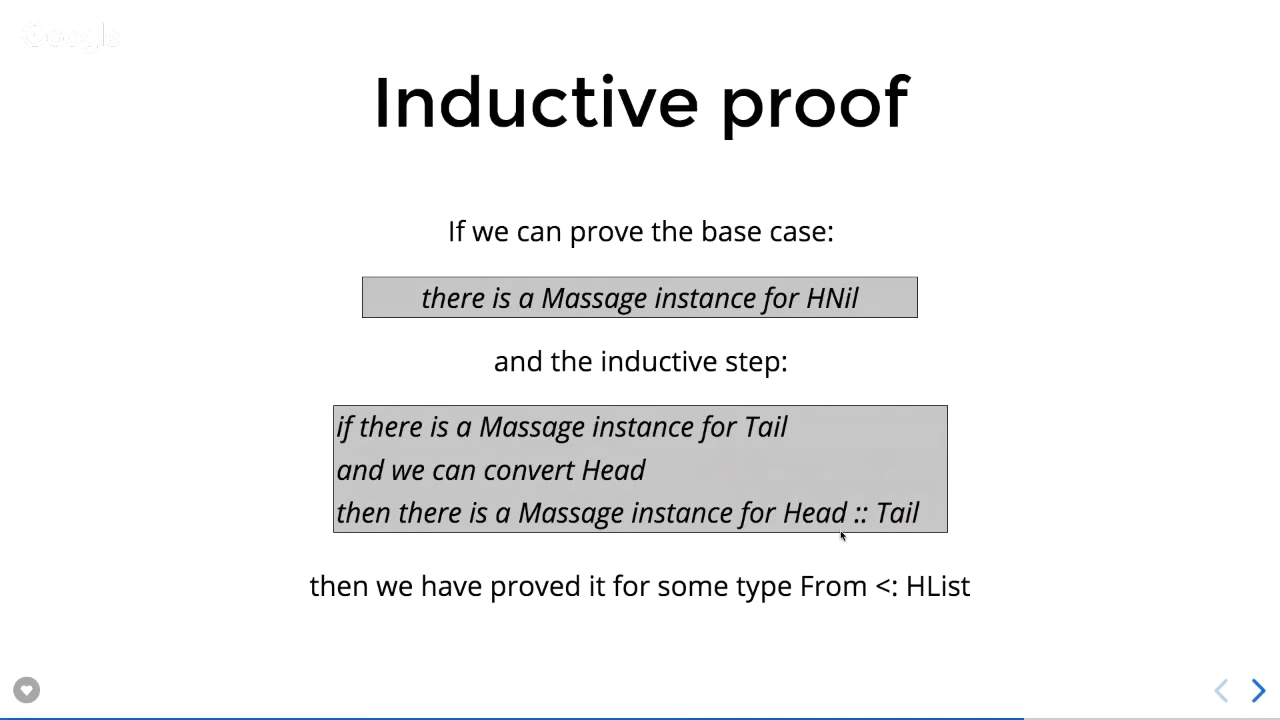 Google
Inductive proof
If we can prove the base case:
there is a Massage instance for HNil
and the inductive step:
if there is a Massage instance for Tail
and we can convert Head
then there is a Massage instance for Head :: Tail
then we have proved it for some type From <: HList